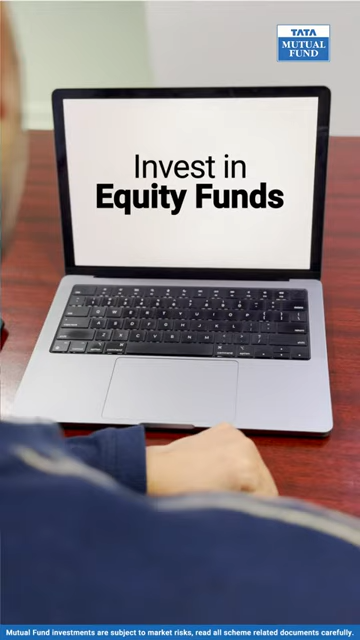 TATA
MUTUAL
FUND
Invest in
Equity Funds
Mutual Fund investments are subject to market risks, read all scheme related documents carefully.